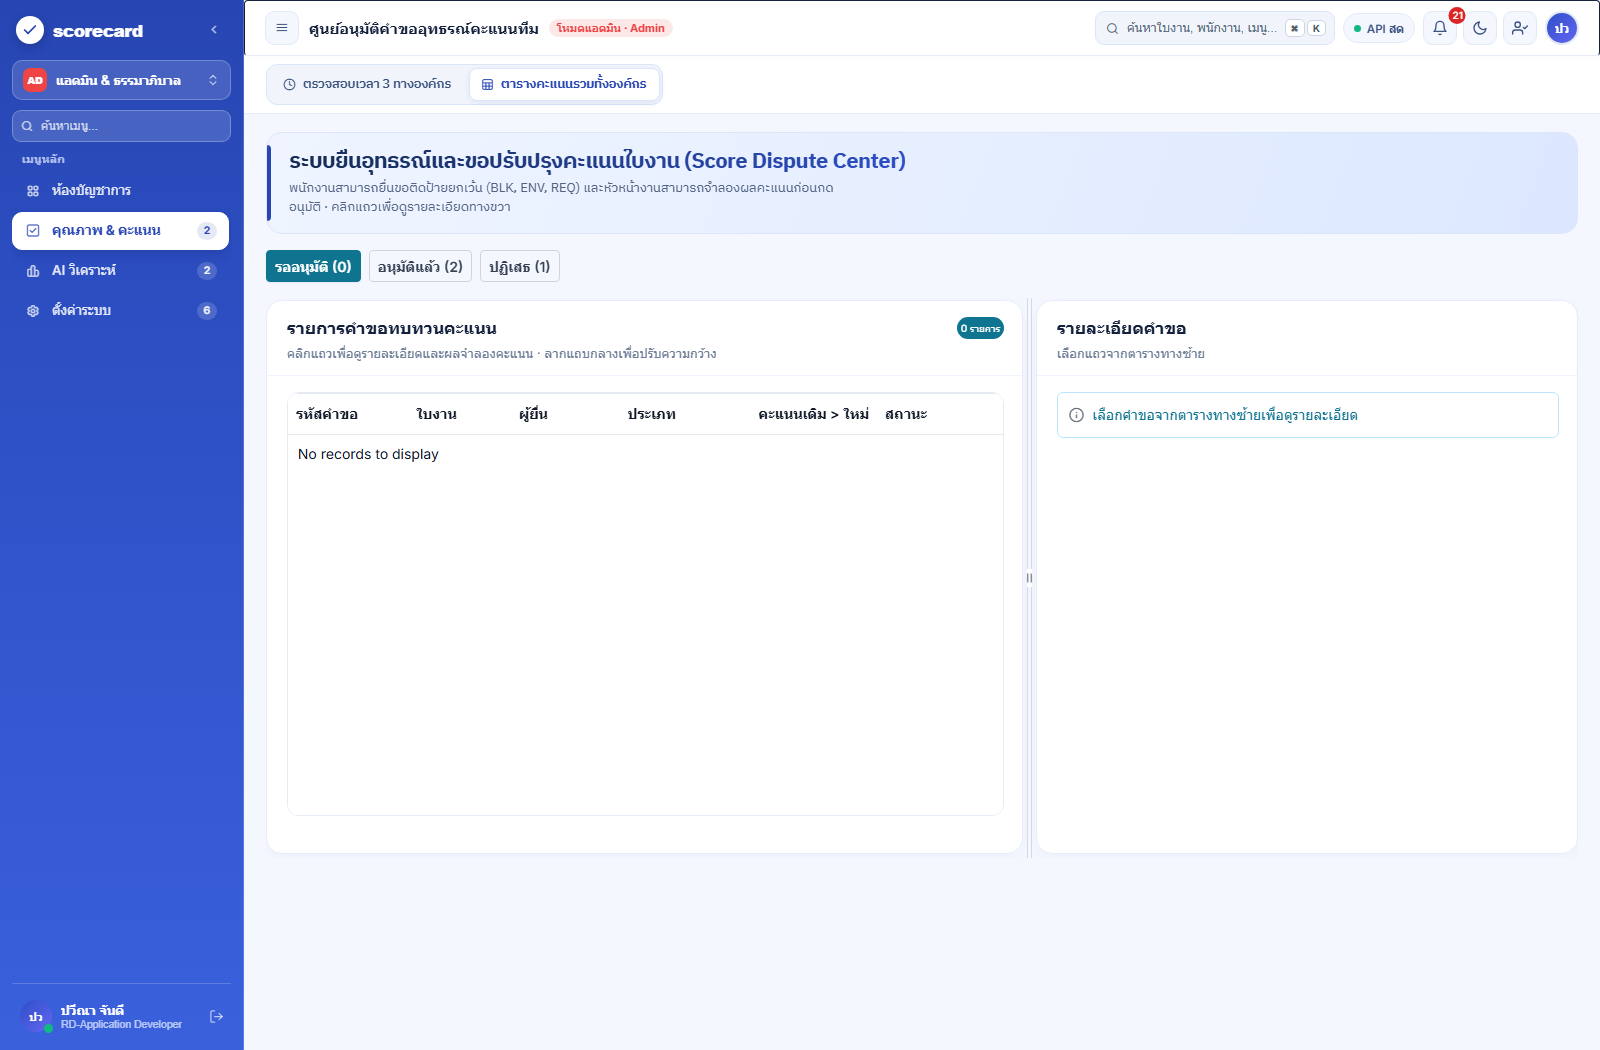 scorecard
AD แอดมิน & ธรรมาภิบาล
ค้นหาเมนู...
เมนูหลัก
ห้องบัญชาการ
คุณภาพ & คะแนน 2
AI วิเคราะห์ 2
ตั้งค่าระบบ 6
ปว ปวีณา จันดี
RD-Application Developer
ศูนย์อนุมัติคำขออุทธรณ์คะแนนทีม โหมดแอดมิน · Admin
ค้นหาใบงาน, พนักงาน, เมนู... ⌘ K
API สด
21
ปว
ตรวจสอบเวลา 3 ทางองค์กร
ตารางคะแนนรวมทั้งองค์กร
ระบบยื่นอุทธรณ์และขอปรับปรุงคะแนนใบงาน (Score Dispute Center)
พนักงานสามารถยื่นขอติดป้ายยกเว้น (BLK, ENV, REQ) และหัวหน้างานสามารถจำลองผลคะแนนก่อนกด
อนุมัติ · คลิกแถวเพื่อดูรายละเอียดทางขวา
รออนุมัติ (0)
อนุมัติแล้ว (2)
ปฏิเสธ (1)
รายการคำขอทบทวนคะแนน
0 รายการ
คลิกแถวเพื่อดูรายละเอียดและผลจำลองคะแนน · ลากแถบกลางเพื่อปรับความกว้าง
รหัสคำขอ ใบงาน ผู้ยื่น ประเภท คะแนนเดิม > ใหม่ สถานะ
No records to display
รายละเอียดคำขอ
เลือกแถวจากตารางทางซ้าย
เลือกคำขอจากตารางทางซ้ายเพื่อดูรายละเอียด